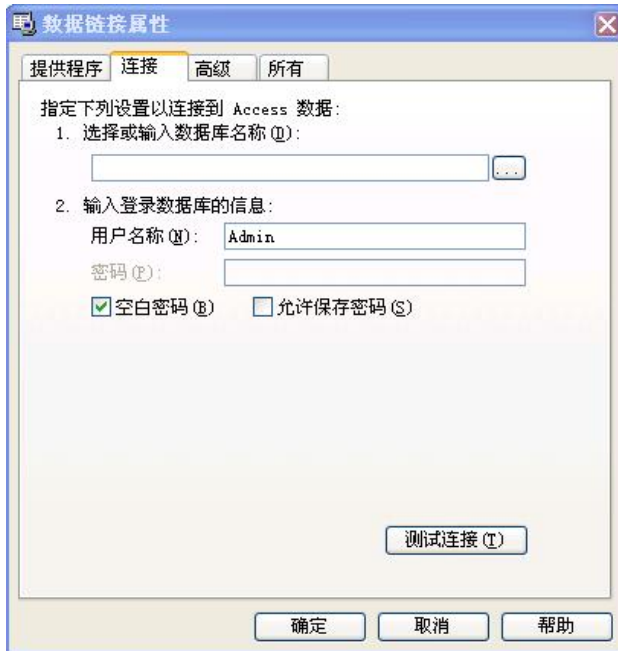 数据链接属性
提供程序 连接 高级 所有
指定下列设置以连接到 Access 数据:
1. 选择或输入数据库名称(D):
...
2. 输入登录数据库的信息:
用户名称(N): Admin
密码(P):
空白密码(B) 允许保存密码(S)
测试连接(T)
确定 取消 帮助